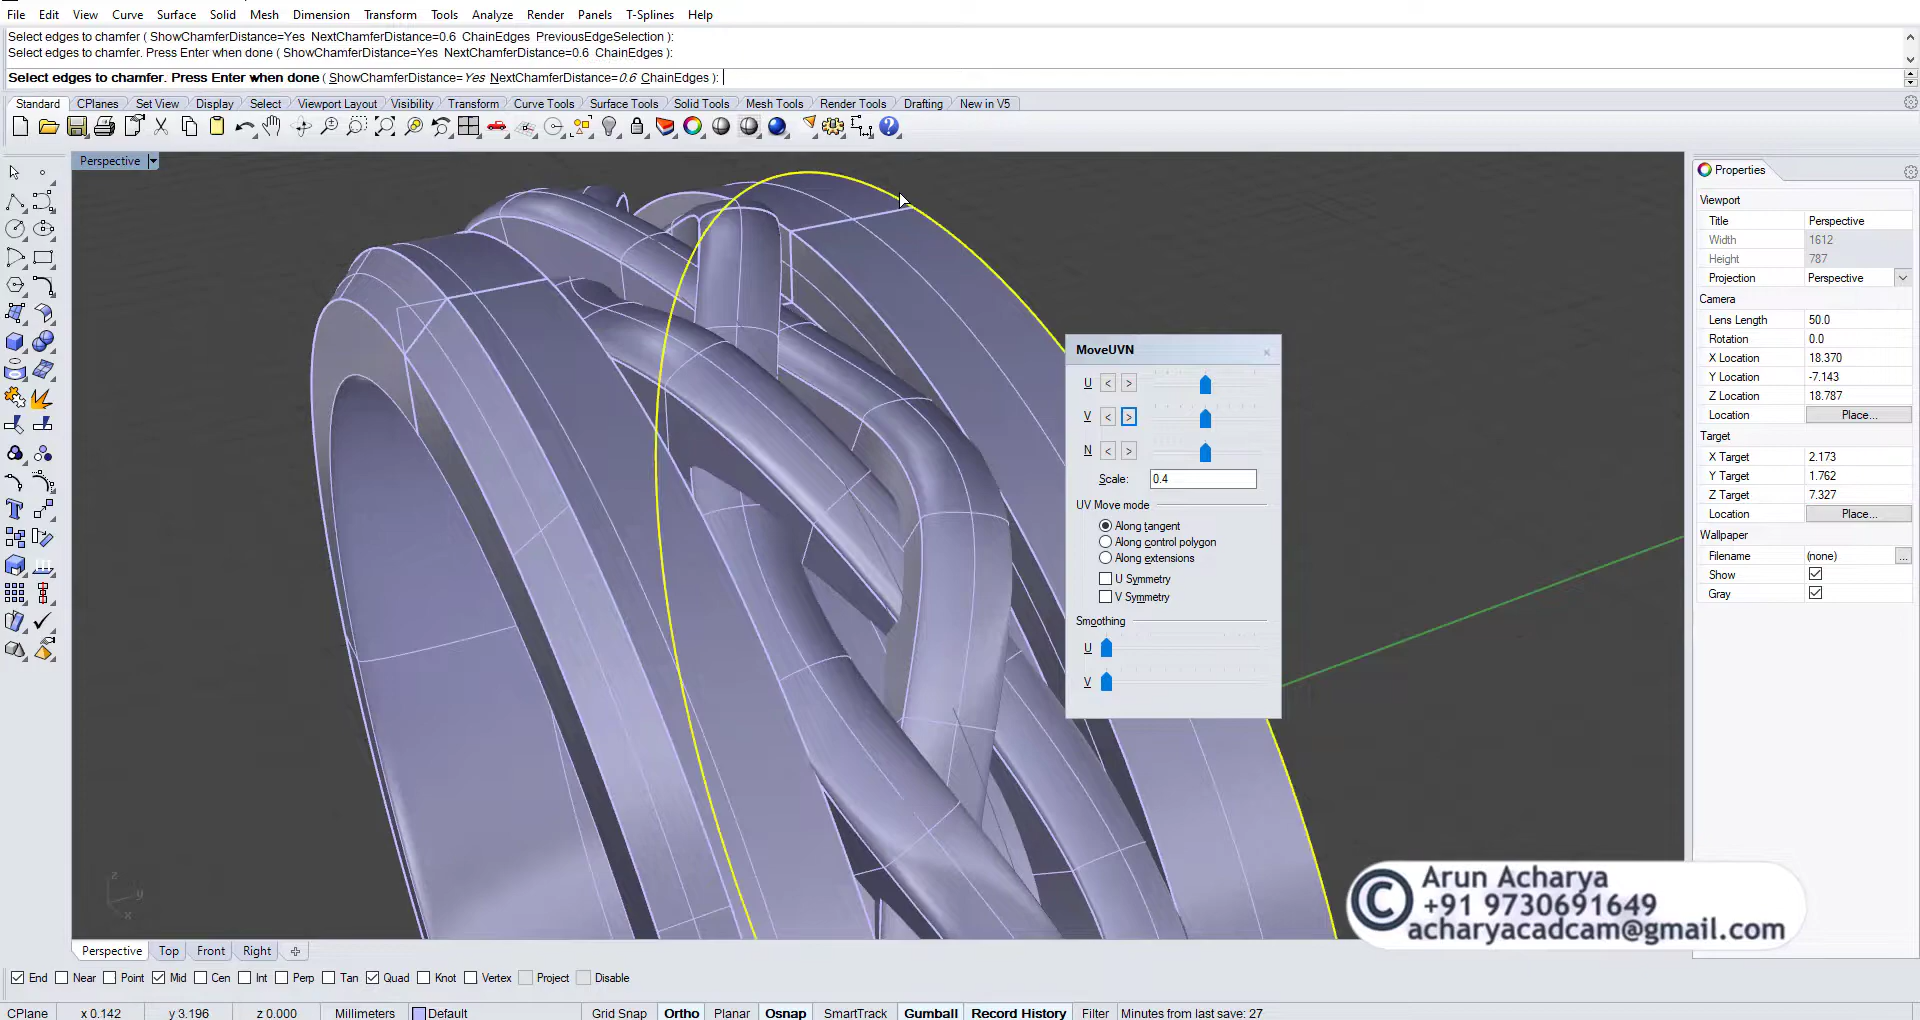 File Edit View Curve Surface Solid Mesh Dimension Transform Tools Analyze Render Panels T-Splines Help
Select edges to chamfer ( ShowChamferDistance=Yes NextChamferDistance=0.6 ChainEdges PreviousEdgeSelection ):
Select edges to chamfer. Press Enter when done ( ShowChamferDistance=Yes NextChamferDistance=0.6 ChainEdges ):
Select edges to chamfer. Press Enter when done ( ShowChamferDistance=Yes NextChamferDistance=0.6 ChainEdges ):
Standard CPlanes Set View Display Select Viewport Layout Visibility Transform Curve Tools Surface Tools Solid Tools Mesh Tools Render Tools Drafting New in V5
Perspective
Properties
Viewport
Title Perspective
Width 1612
Height 787
Projection Perspective
Camera
Lens Length 50.0
Rotation 0.0
X Location 18.370
Y Location -7.143
Z Location 18.787
Location Place...
Target
X Target 2.173
Y Target 1.762
Z Target 7.327
Location Place...
Wallpaper
Filename (none) ...
Show
Gray
MoveUVN
U < >
V < >
N < >
Scale: 0.4
UV Move mode
Along tangent
Along control polygon
Along extensions
U Symmetry
V Symmetry
Smoothing
U
V
z
y
x
© Arun Acharya
+91 9730691649
acharyacadcam@gmail.com
Perspective Top Front Right
End Near Point Mid Cen Int Perp Tan Quad Knot Vertex Project Disable
CPlane x 0.142 y 3.196 z 0.000 Millimeters Default Grid Snap Ortho Planar Osnap SmartTrack Gumball Record History Filter Minutes from last save: 27